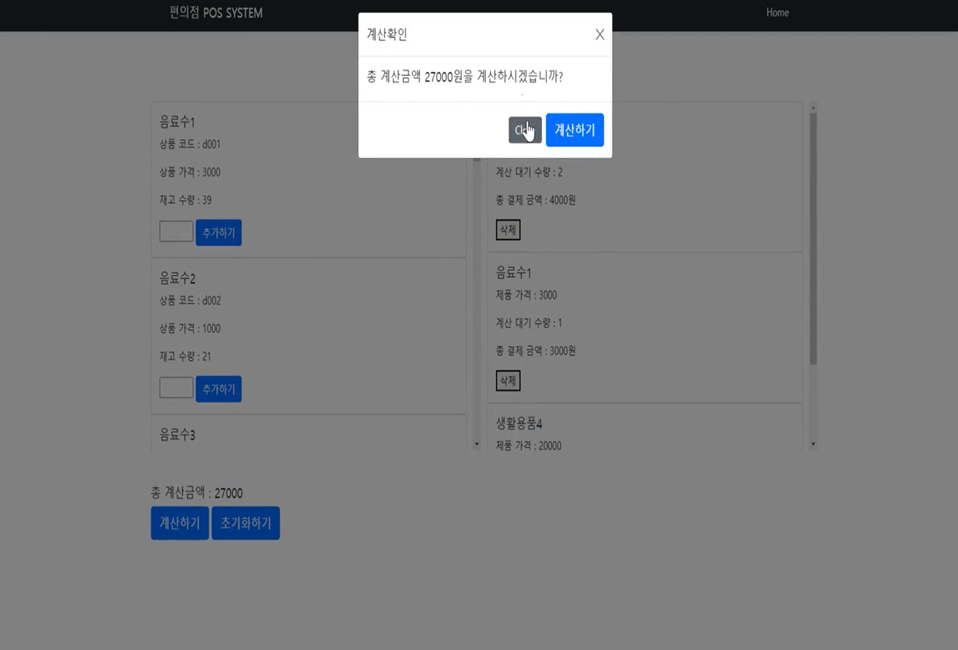 편의점 POS SYSTEM
Home
계산확인
X
총 계산금액 27000원을 계산하시겠습니까?
계산하기
음료수1
상품 코드 : d001
상품 가격 : 3000
재고 수량 : 39
추가하기
음료수2
상품 코드 : d002
상품 가격 : 1000
재고 수량 : 21
추가하기
음료수3
계산 대기 수량 : 2
총 결제 금액 : 4000원
삭제
음료수1
제품 가격 : 3000
계산 대기 수량 : 1
총 결제 금액 : 3000원
삭제
생활용품4
제품 가격 : 20000
총 계산금액 : 27000
계산하기
초기화하기